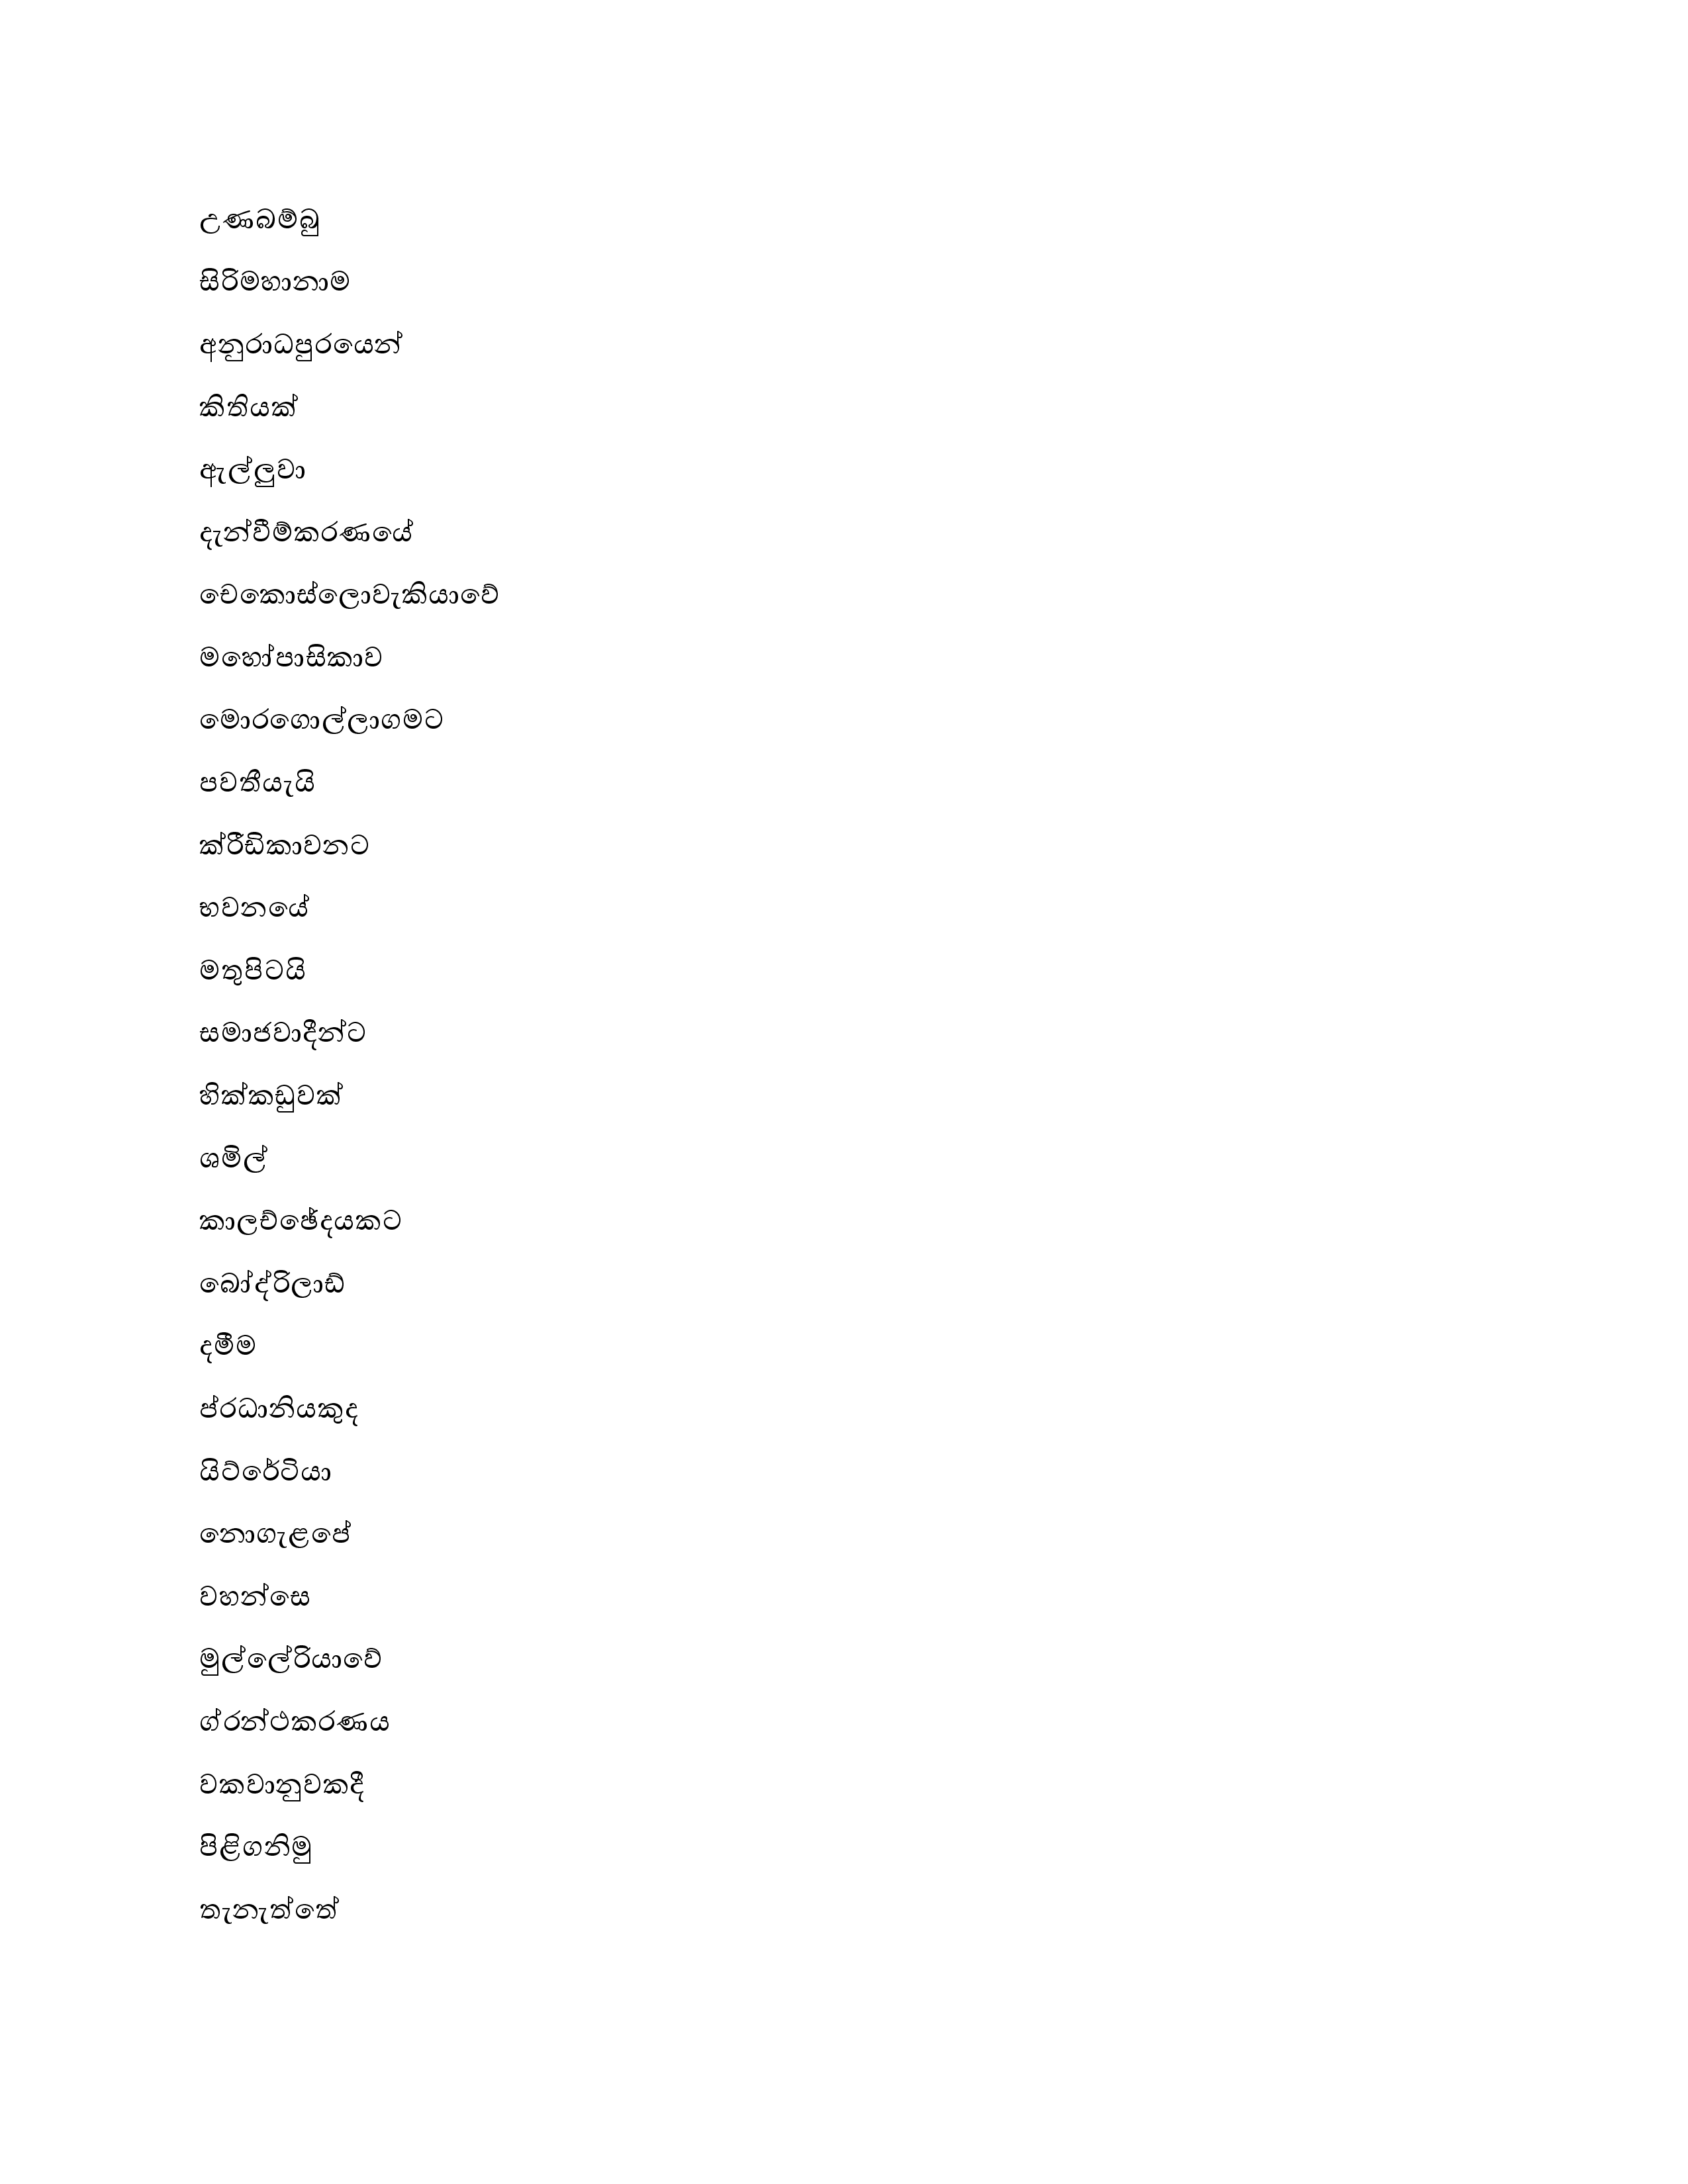 උණබම්බු
සිරිමහානාම
අනුරාධපුරයෙන්
කිතියක්
ඇල්ලුවා
දැන්වීම්කරණයේ
චෙකොස්ලොවැකියාවේ
මහෝපාසිකාව
මොරගොල්ලාගමට
පවතීයැයි
ක්රීඩිකාවනට
භවනයේ
මතුපිටයි
සමාජවාදීන්ට
හික්කඩුවක්
ශමිල්
කාලච්ඡේදයකට
බෝද්රිලාඩ්
දමීම
ප්රධානියකුද
යිට්රේටියා
නොගැළපේ
වහන්සෙ
මුල්ලේරියාවේ
ග්රන්ථකරණය
වකවානුවකදී
පිළිගනිමු
තැනැත්තේ